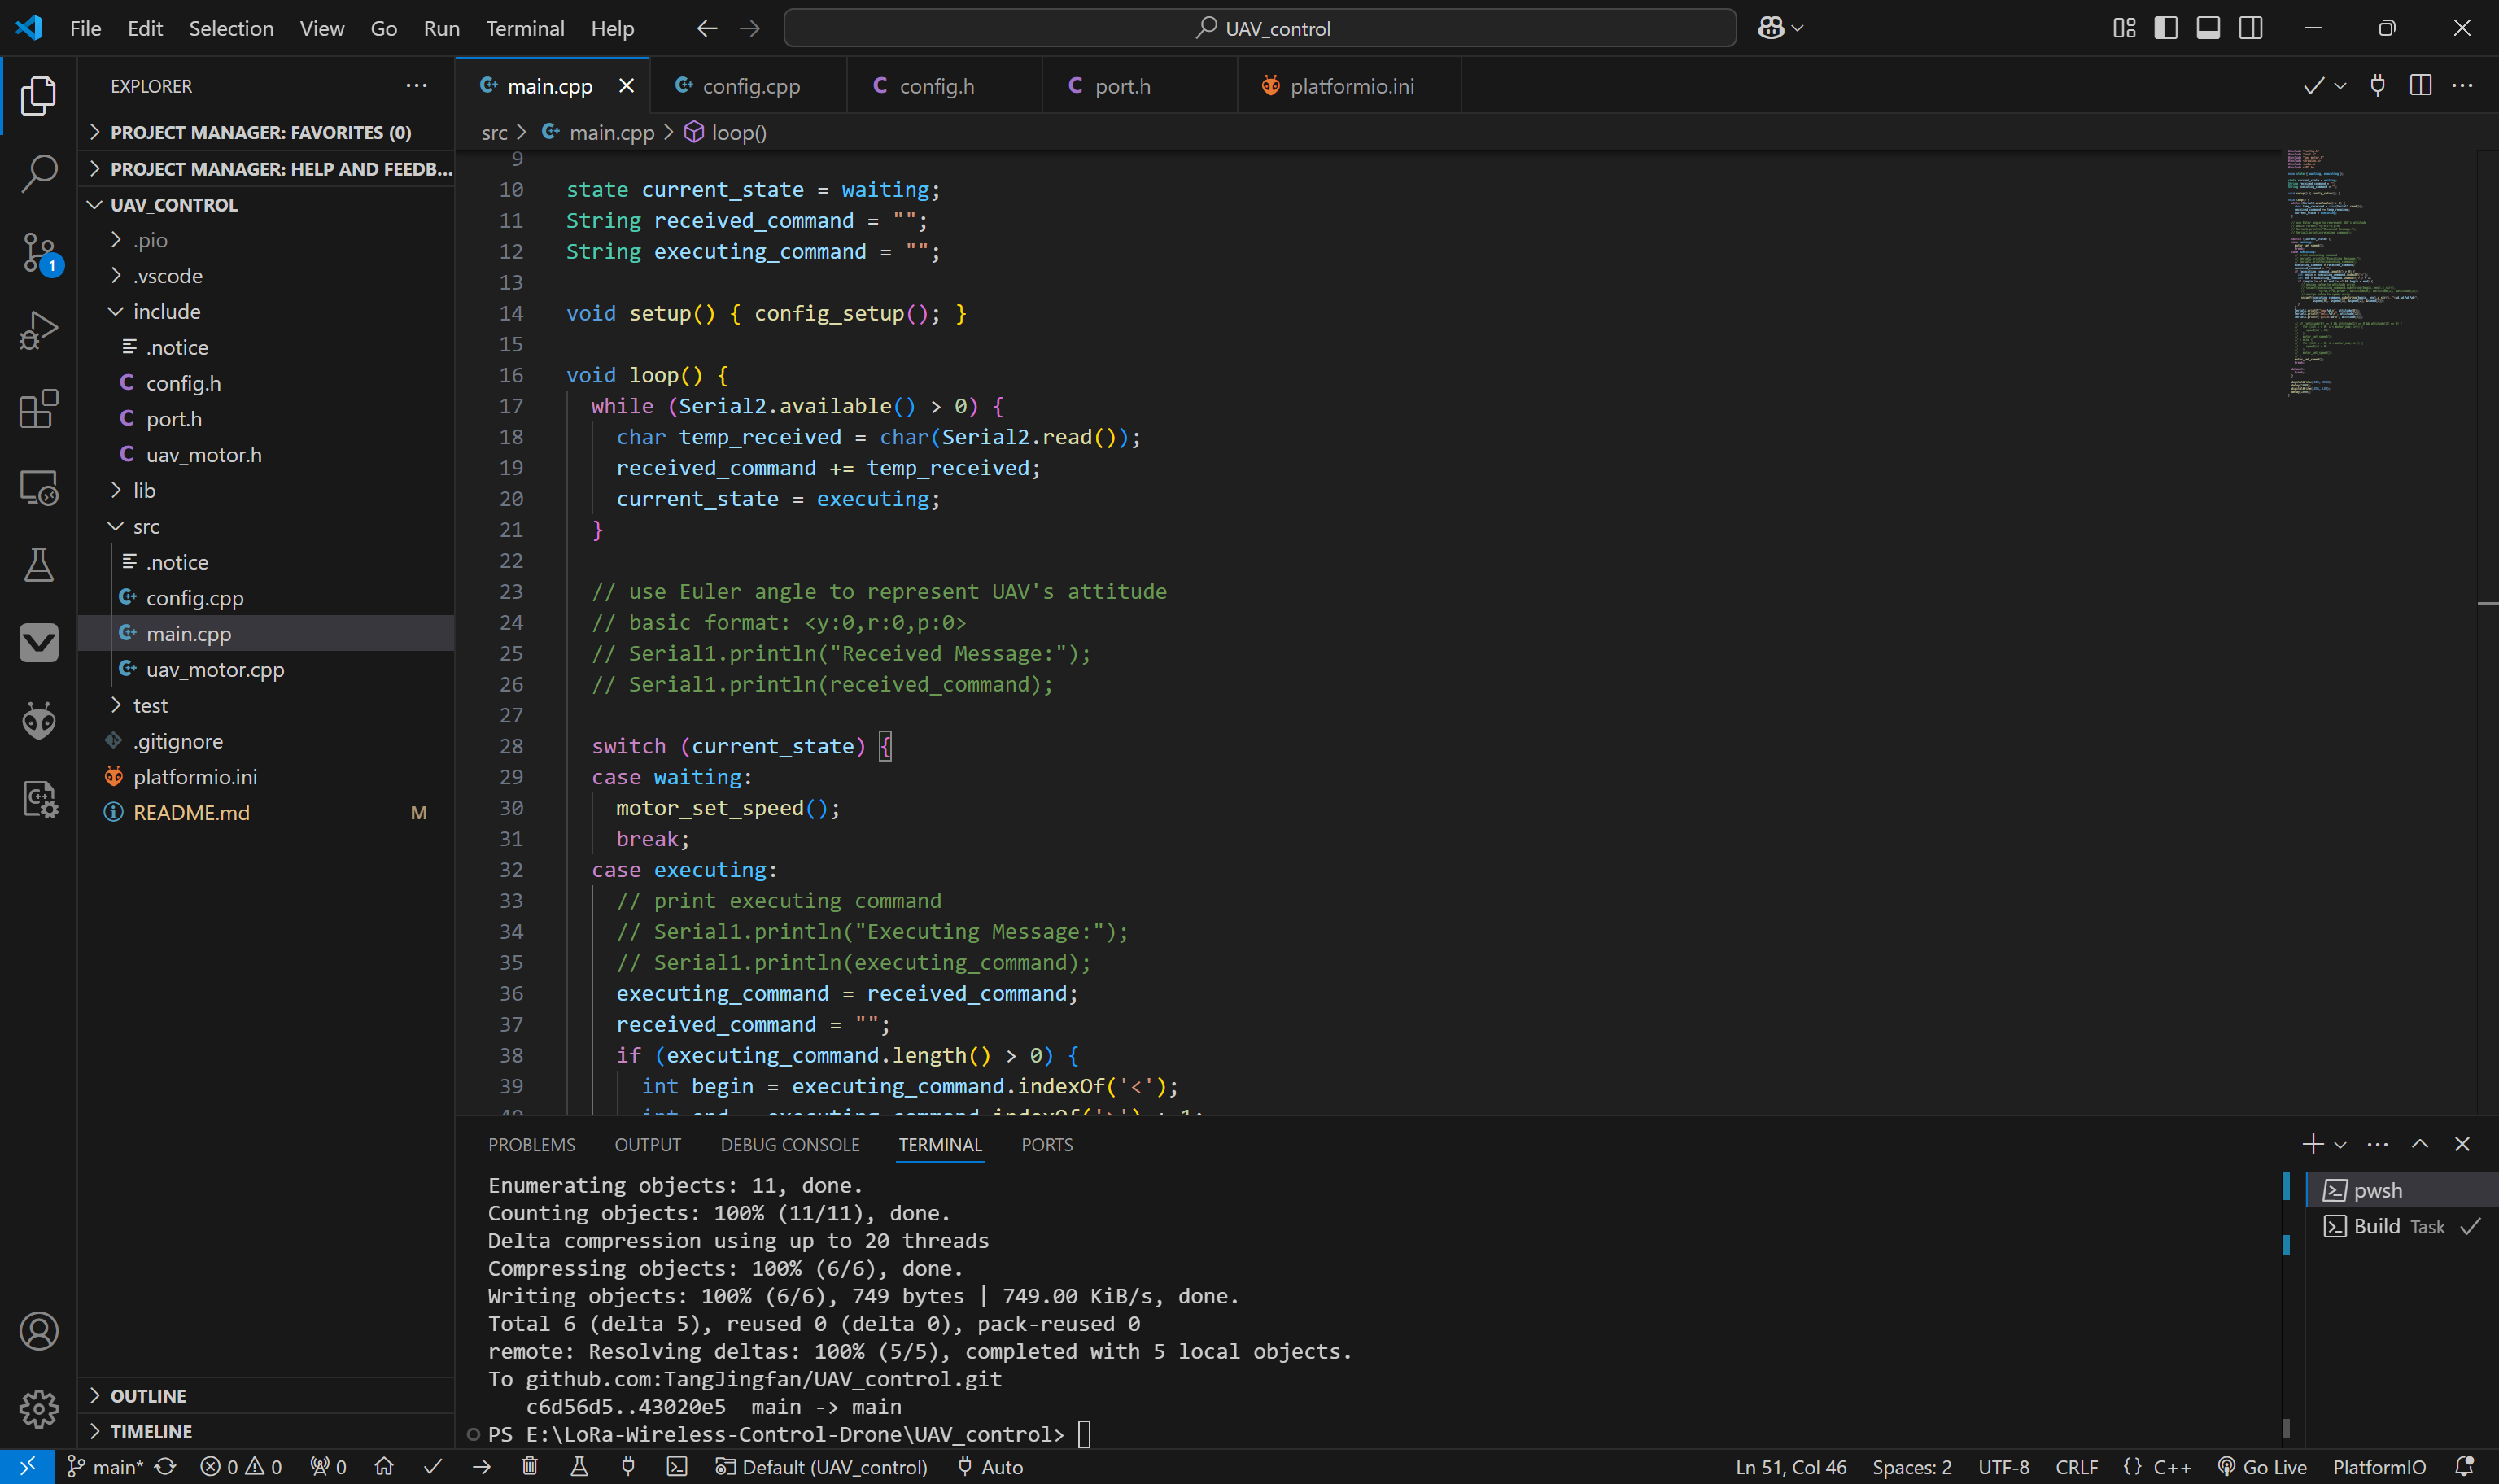 File Edit Selection View Go Run Terminal Help
UAV_control
EXPLORER
PROJECT MANAGER: FAVORITES (0)
PROJECT MANAGER: HELP AND FEEDB...
UAV_CONTROL
.pio
.vscode
include
.notice
config.h
port.h
uav_motor.h
lib
src
.notice
config.cpp
main.cpp
uav_motor.cpp
test
.gitignore
platformio.ini
README.md M
OUTLINE
TIMELINE
1
main.cpp config.cpp config.h port.h platformio.ini
src > main.cpp > loop()
9
10 state current_state = waiting;
11 String received_command = "";
12 String executing_command = "";
13
14 void setup() { config_setup(); }
15
16 void loop() {
17 while (Serial2.available() > 0) {
18 char temp_received = char(Serial2.read());
19 received_command += temp_received;
20 current_state = executing;
21 }
22
23 // use Euler angle to represent UAV's attitude
24 // basic format: <y:0,r:0,p:0>
25 // Serial1.println("Received Message:");
26 // Serial1.println(received_command);
27
28 switch (current_state) {
29 case waiting:
30 motor_set_speed();
31 break;
32 case executing:
33 // print executing command
34 // Serial1.println("Executing Message:");
35 // Serial1.println(executing_command);
36 executing_command = received_command;
37 received_command = "";
38 if (executing_command.length() > 0) {
39 int begin = executing_command.indexOf('<');
40 int end = executing_command.indexOf('>') + 1;
PROBLEMS OUTPUT DEBUG CONSOLE TERMINAL PORTS
Enumerating objects: 11, done.
Counting objects: 100% (11/11), done.
Delta compression using up to 20 threads
Compressing objects: 100% (6/6), done.
Writing objects: 100% (6/6), 749 bytes | 749.00 KiB/s, done.
Total 6 (delta 5), reused 0 (delta 0), pack-reused 0
remote: Resolving deltas: 100% (5/5), completed with 5 local objects.
To github.com:TangJingfan/UAV_control.git
c6d56d5..43020e5 main -> main
PS E:\LoRa-Wireless-Control-Drone\UAV_control>
pwsh
Build Task
main* 0 0 0 Default (UAV_control) Auto Ln 51, Col 46 Spaces: 2 UTF-8 CRLF {} C++ Go Live PlatformIO